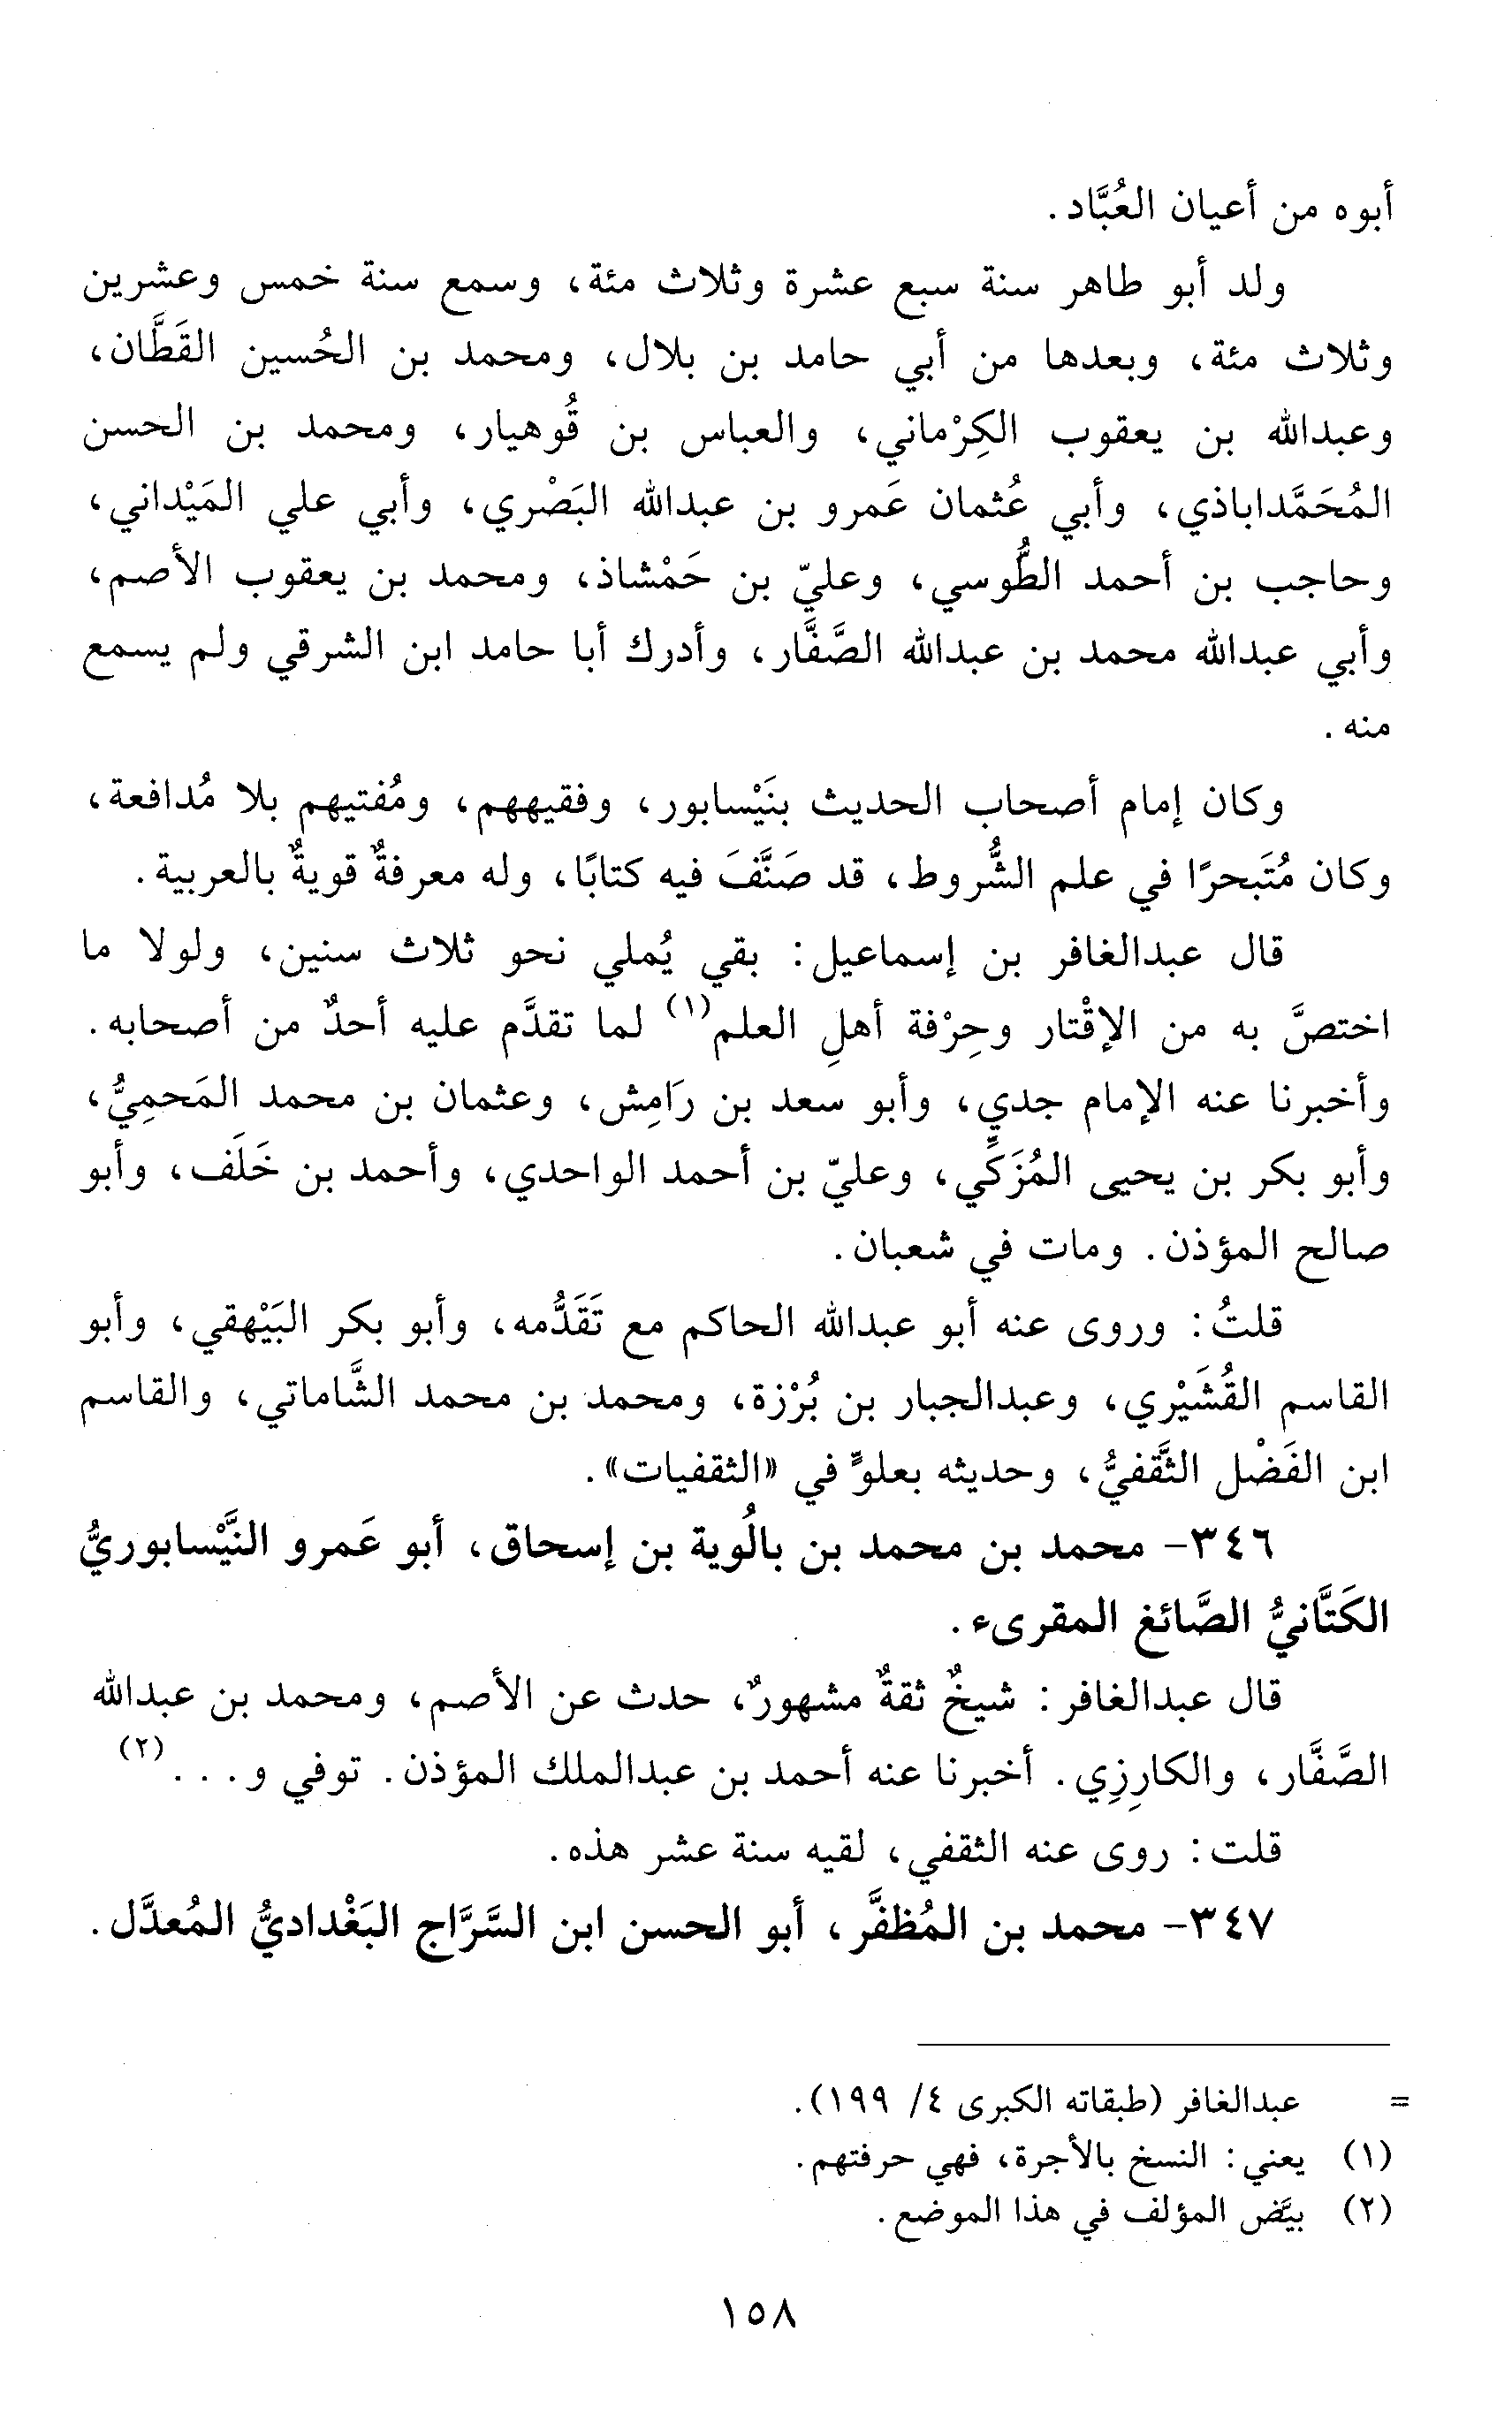 أبوه من أعيان العُبَّاد.
ولد أبو طاهر سنة سبع عشرة وثلاث مئة، وسمع سنة خمس وعشرين
وثلاث مئة، وبعدها من أبي حامد بن بلال، ومحمد بن الحُسين القَطَّان،
وعبدالله بن يعقوب الكِرْماني، والعباس بن قُوهيار، ومحمد بن الحسن
المُحَمَّداباذي، وأبي عُثمان عَمرو بن عبدالله البَصْري، وأبي علي المَيْداني،
وحاجب بن أحمد الطُّوسي، وعليّ بن حَمْشاذ، ومحمد بن يعقوب الأصم،
وأبي عبدالله محمد بن عبدالله الصَّفَّار، وأدرك أبا حامد ابن الشرقي ولم يسمع
منه.
وكان إمام أصحاب الحديث بنَيْسابور، وفقيههم، ومُفتيهم بلا مُدافعة،
وكان مُتَبحرًا في علم الشُّروط، قد صَنَّفَ فيه كتابًا، وله معرفةٌ قويةٌ بالعربية.
قال عبدالغافر بن إسماعيل: بقي يُملي نحو ثلاث سنين، ولولا ما
اختصَّ به من الإقْتار وحِرْفة أهلِ العلم(١) لما تقدَّم عليه أحدٌ من أصحابه.
وأخبرنا عنه الإمام جدي، وأبو سعد بن رَامِش، وعثمان بن محمد المَحمِيُّ،
وأبو بكر بن يحيى المُزَكِّي، وعليّ بن أحمد الواحدي، وأحمد بن خَلَف، وأبو
صالح المؤذن. ومات في شعبان.
قلتُ: وروى عنه أبو عبدالله الحاكم مع تَقَدُّمه، وأبو بكر البَيْهقي، وأبو
القاسم القُشَيْري، وعبدالجبار بن بُرْزة، ومحمد بن محمد الشَّاماتي، والقاسم
ابن الفَضْل الثَّقفيُّ، وحديثه بعلوٍّ في «الثقفيات».
٣٤٦- محمد بن محمد بن بالُوية بن إسحاق، أبو عَمرو النَّيْسابوريُّ
الكَتَّانيُّ الصَّائغ المقرىء.
قال عبدالغافر: شيخٌ ثقةٌ مشهورٌ، حدث عن الأصم، ومحمد بن عبدالله
الصَّفَّار، والكارِزِي. أخبرنا عنه أحمد بن عبدالملك المؤذن. توفي و. . .(٢)
قلت: روى عنه الثقفي، لقيه سنة عشر هذه.
٣٤٧- محمد بن المُظفَّر، أبو الحسن ابن السَّرَّاج البَغْداديُّ المُعدَّل.
= عبدالغافر (طبقاته الكبرى ٤/ ١٩٩).
(١) يعني: النسخ بالأجرة، فهي حرفتهم.
(٢) بيَّض المؤلف في هذا الموضع.
١٥٨